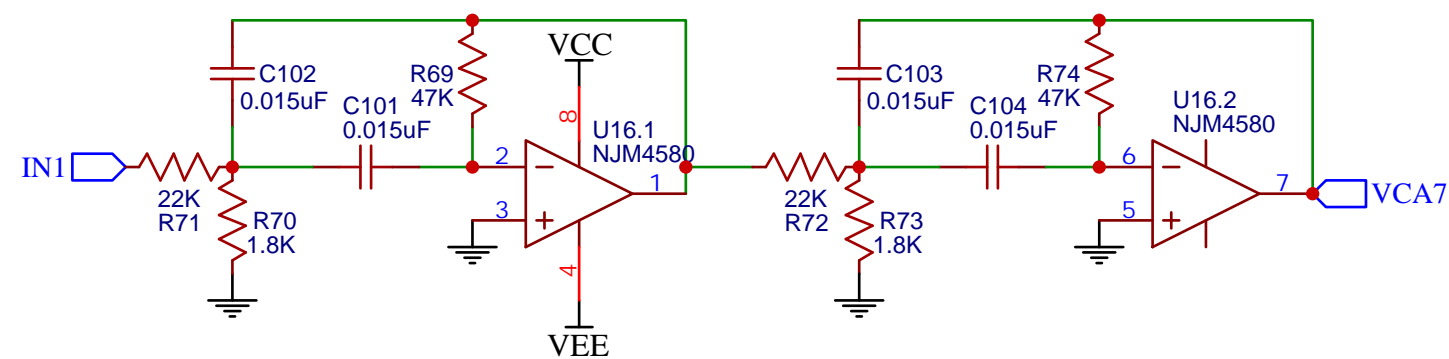 VCC
C102
0.015uF
R69
47K
C101
0.015uF
8
U16.1
NJM4580
IN1
2
1
3
22K
R71
R70
1.8K
4
VEE
C103
0.015uF
R74
47K
C104
0.015uF
U16.2
NJM4580
6
7
5
VCA7
22K
R72
R73
1.8K